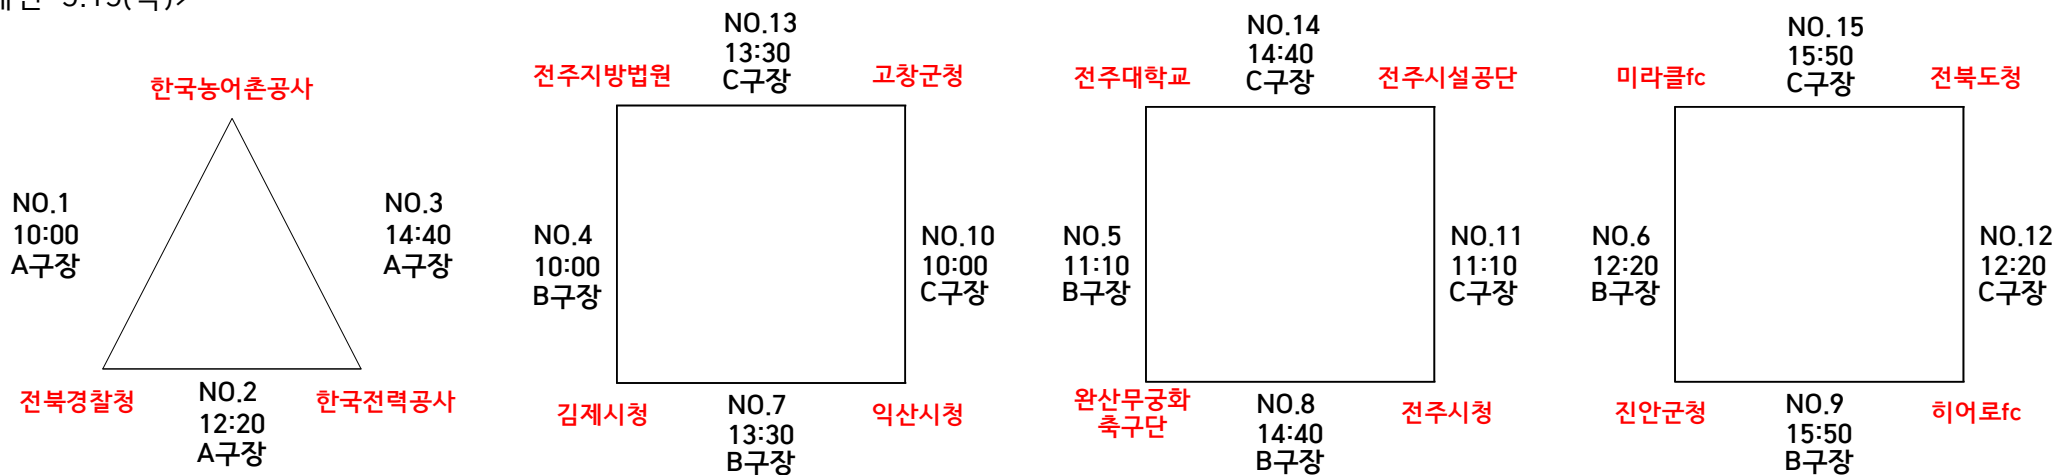 NO.13
13:30
C구장
NO.14
14:40
C구장
NO.15
15:50
C구장
한국농어촌공사
전주지방법원
고창군청
전주대학교
전주시설공단
미라클fc
전북도청
NO.1
10:00
A구장
NO.3
14:40
A구장
NO.4
10:00
B구장
NO.10
10:00
C구장
NO.5
11:10
B구장
NO.11
11:10
C구장
NO.6
12:20
B구장
NO.12
12:20
C구장
전북경찰청
NO.2
12:20
A구장
한국전력공사
김제시청
NO.7
13:30
B구장
익산시청
완산무궁화
축구단
NO.8
14:40
B구장
전주시청
진안군청
NO.9
15:50
B구장
히어로fc